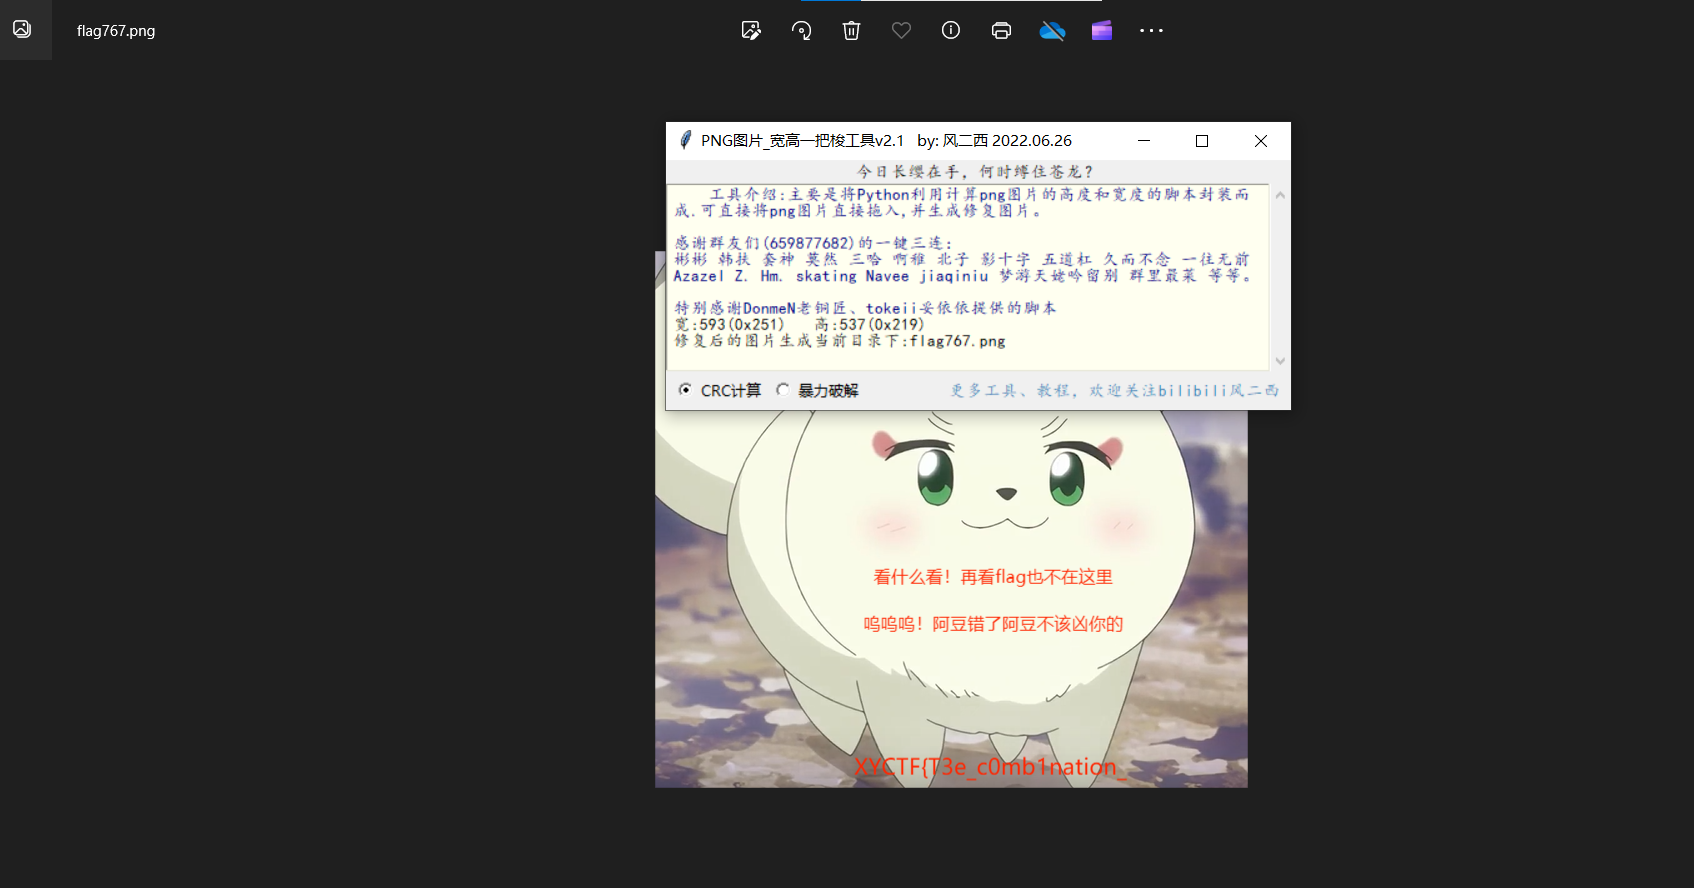 flag767.png
PNG图片_宽高一把梭工具v2.1 by: 风二西 2022.06.26
今日长缨在手，何时缚住苍龙？
工具介绍:主要是将Python利用计算png图片的高度和宽度的脚本封装而
成.可直接将png图片直接拖入,并生成修复图片。
感谢群友们(659877682)的一键三连:
彬彬 韩扶 套神 莫然 三哈 啊稚 北子 影十字 五道杠 久而不念 一往无前
Azazel Z. Hm. skating Navee jiaqiniu 梦游天姥吟留别 群里最菜 等等。
特别感谢DonmeN老铜匠、tokeii妥依依提供的脚本
宽:593(0x251) 高:537(0x219)
修复后的图片生成当前目录下:flag767.png
CRC计算 暴力破解 更多工具、教程，欢迎关注bilibili风二西
看什么看！再看flag也不在这里
呜呜呜！阿豆错了阿豆不该凶你的
XYCTF{T3e_c0mb1nation_